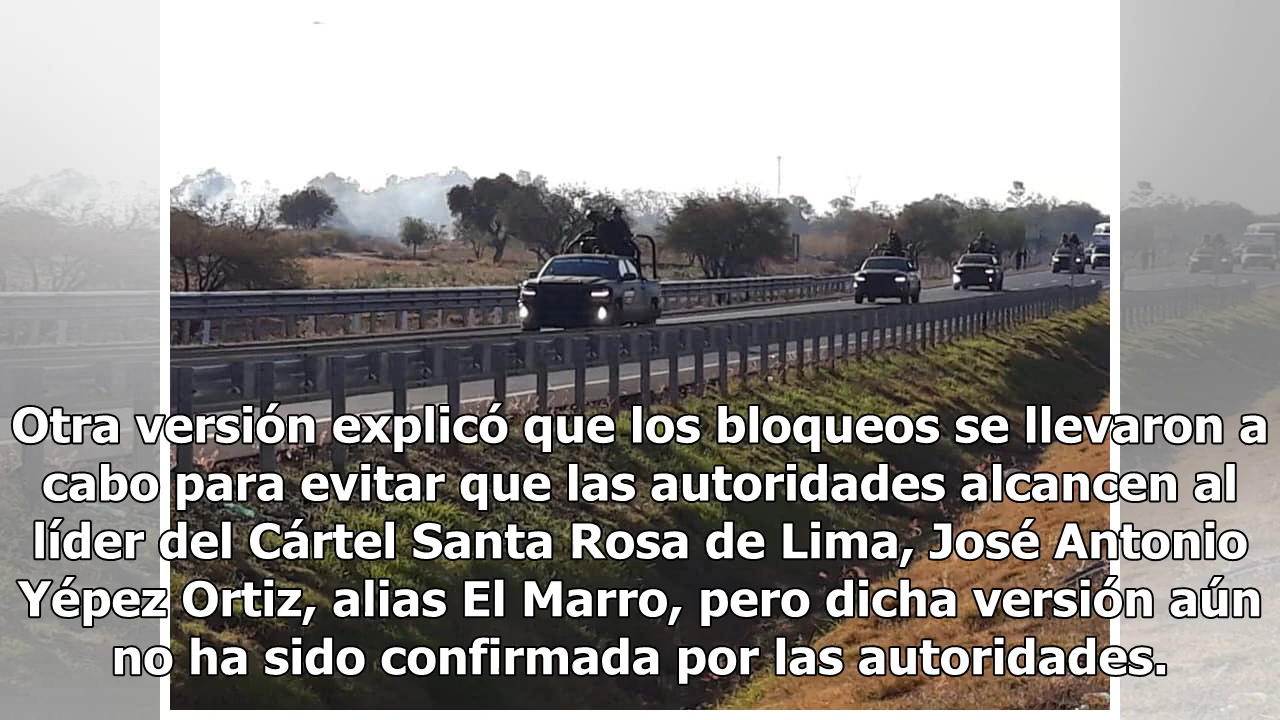 Otra versión explicó que los bloqueos se llevaron a
cabo para evitar que las autoridades alcancen al
líder del Cártel Santa Rosa de Lima, José Antonio
Yépez Ortiz, alias El Marro, pero dicha versión aún
no ha sido confirmada por las autoridades.